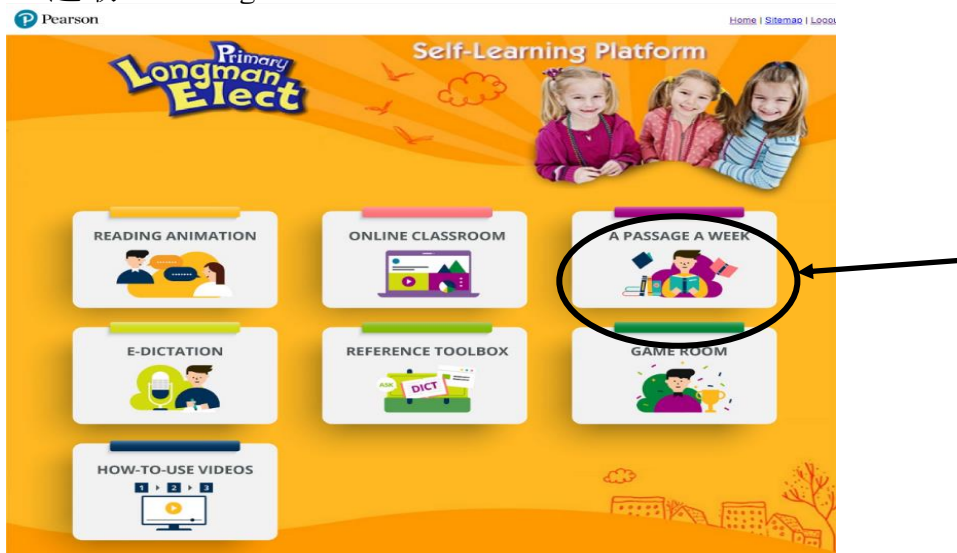 Pearson
Home | Sitemap | Logou
Primary
Longman
Elect
Self-Learning Platform
READING ANIMATION
ONLINE CLASSROOM
A PASSAGE A WEEK
E-DICTATION
REFERENCE TOOLBOX
GAME ROOM
ASK
DICT
HOW-TO-USE VIDEOS
1 2 3